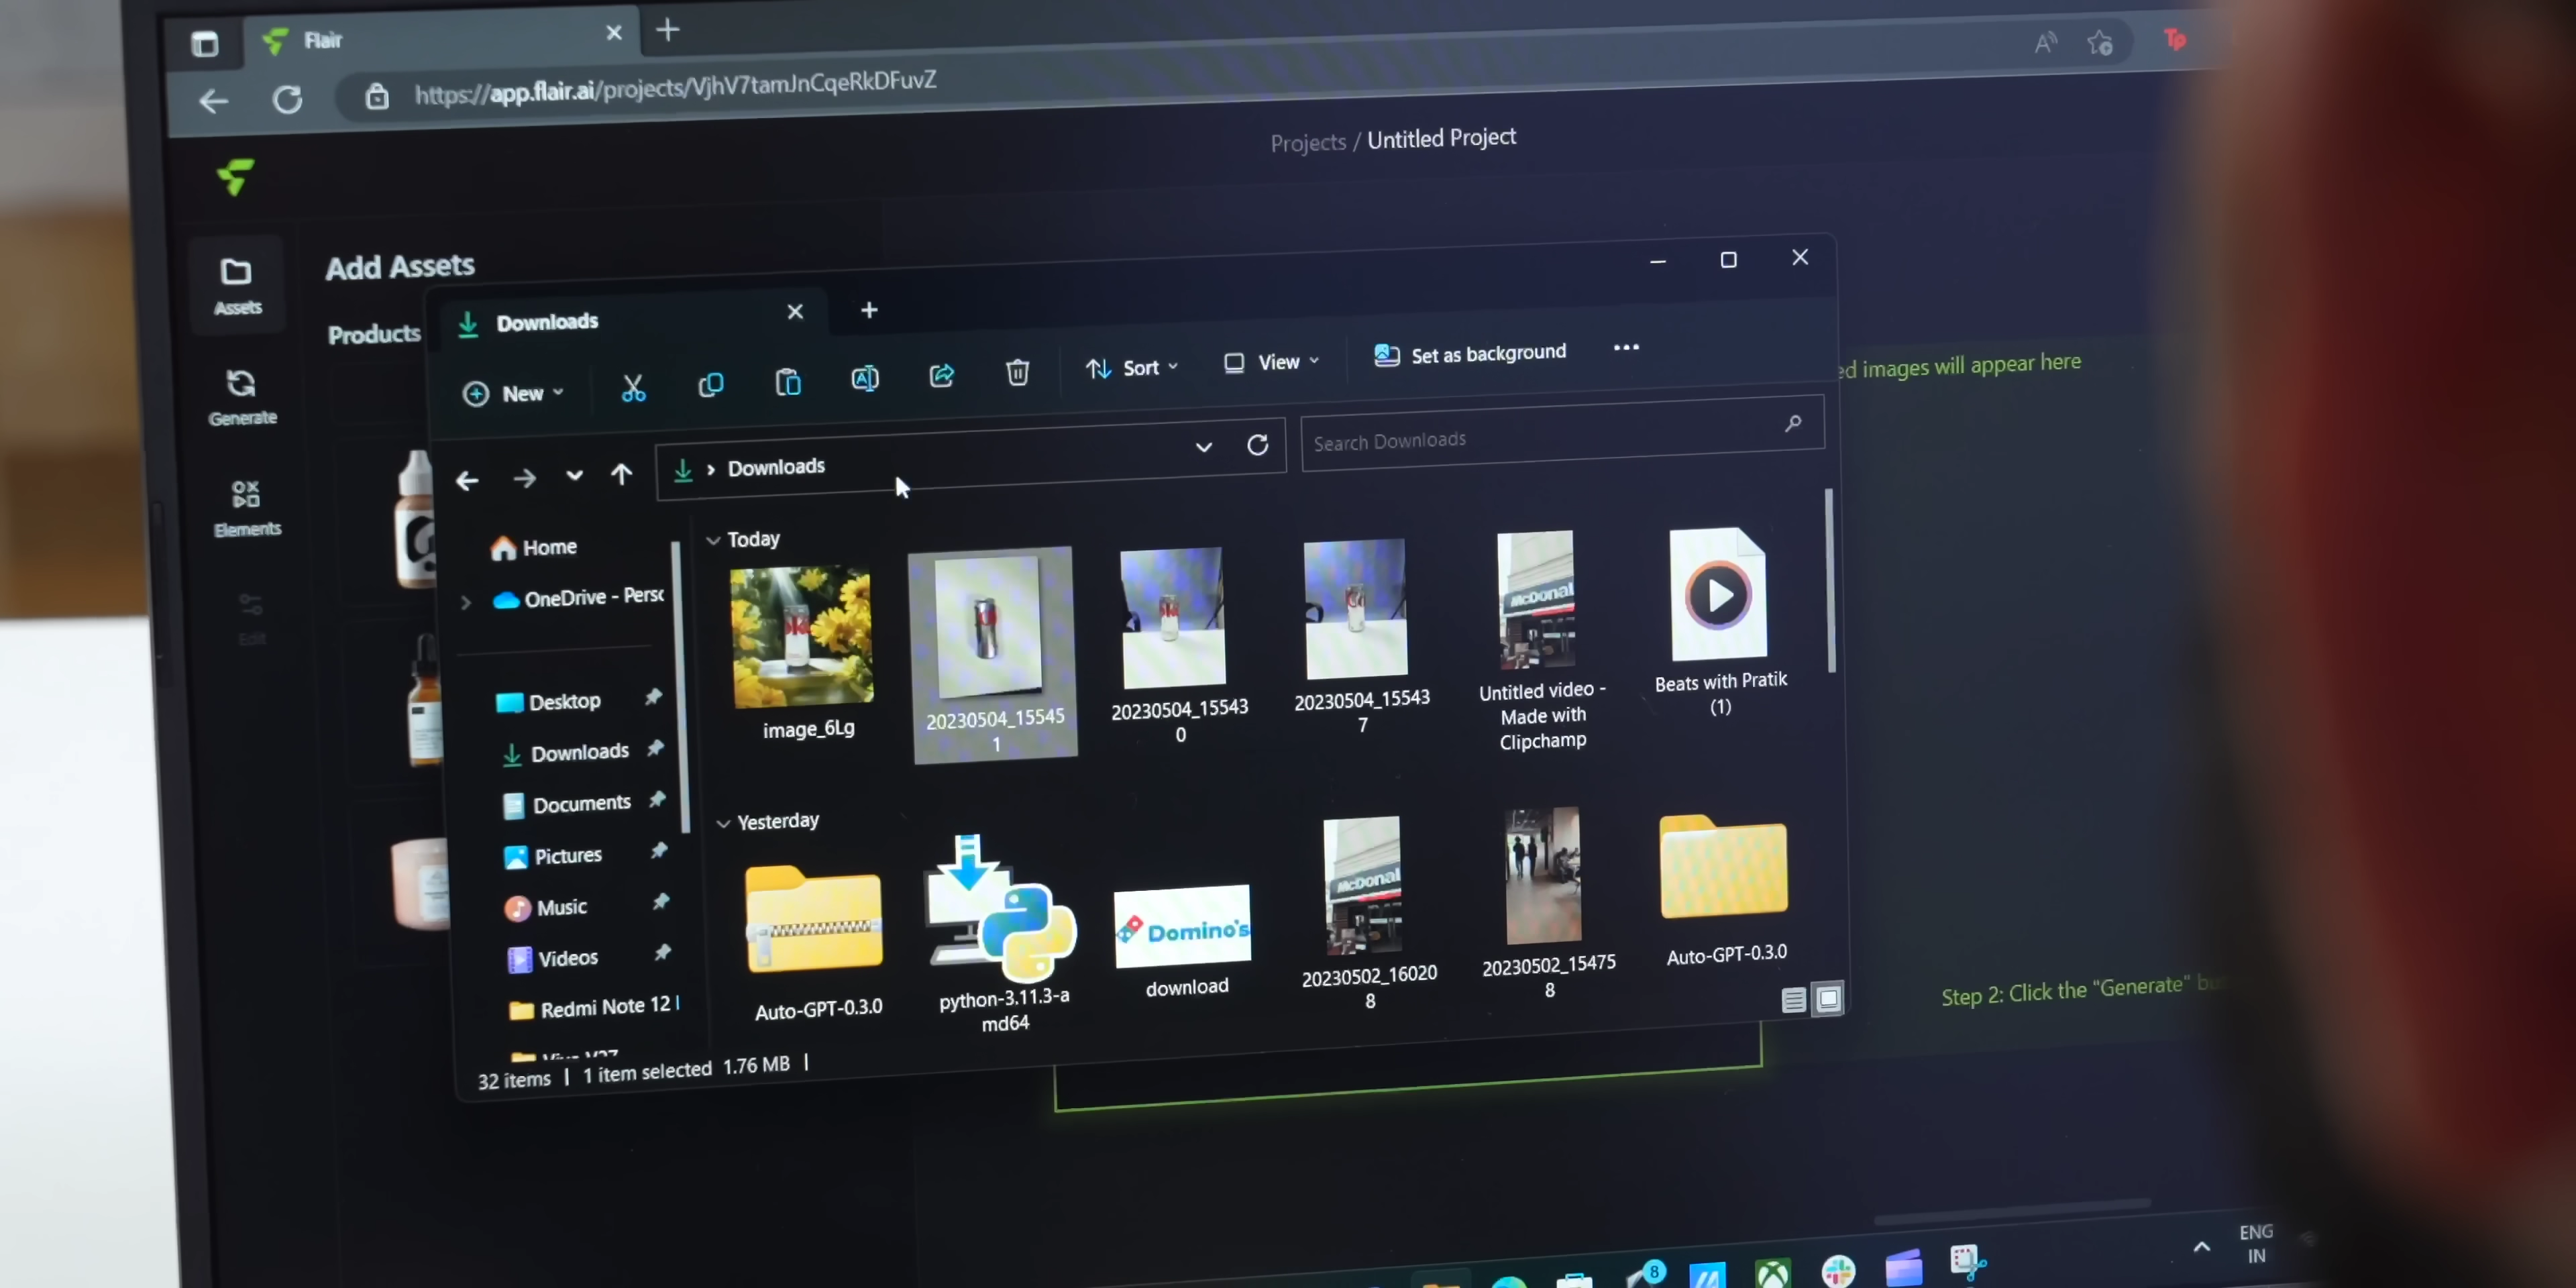 Flair
https://app.flair.ai/projects/VjhV7tamJnCqeRkDFuvZ
Projects / Untitled Project
Add Assets
Products
Assets
Generate
Elements
Edit
Downloads
New
Sort
View
Set as background
Downloads
Search Downloads
Home
OneDrive - Persc
Desktop
Downloads
Documents
Pictures
Music
Videos
Redmi Note 12
Today
image_6Lg
20230504_15545
1
20230504_15543
0
20230504_15543
7
Untitled video -
Made with
Clipchamp
Beats with Pratik
(1)
Yesterday
Auto-GPT-0.3.0
python-3.11.3-a
md64
Domino's
download
McDonal
20230502_16020
8
20230502_15475
8
Auto-GPT-0.3.0
32 items | 1 item selected 1.76 MB |
ed images will appear here
Step 2: Click the "Generate"
8
ENG
IN